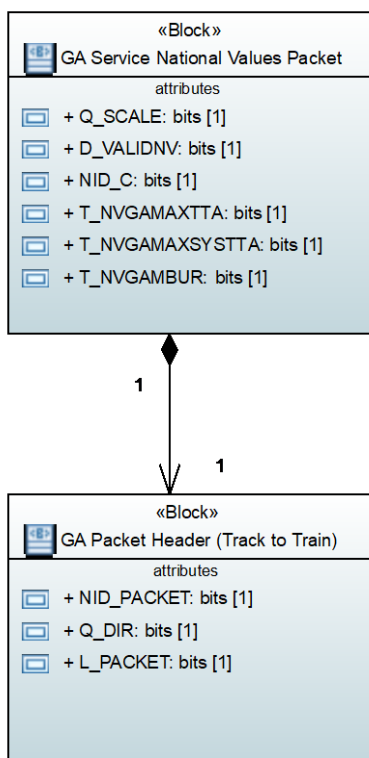 «Block»
GA Service National Values Packet
attributes
+ Q_SCALE: bits [1]
+ D_VALIDNV: bits [1]
+ NID_C: bits [1]
+ T_NVGAMAXTTA: bits [1]
+ T_NVGAMAXSYSTTA: bits [1]
+ T_NVGAMBUR: bits [1]
1
1
«Block»
GA Packet Header (Track to Train)
attributes
+ NID_PACKET: bits [1]
+ Q_DIR: bits [1]
+ L_PACKET: bits [1]